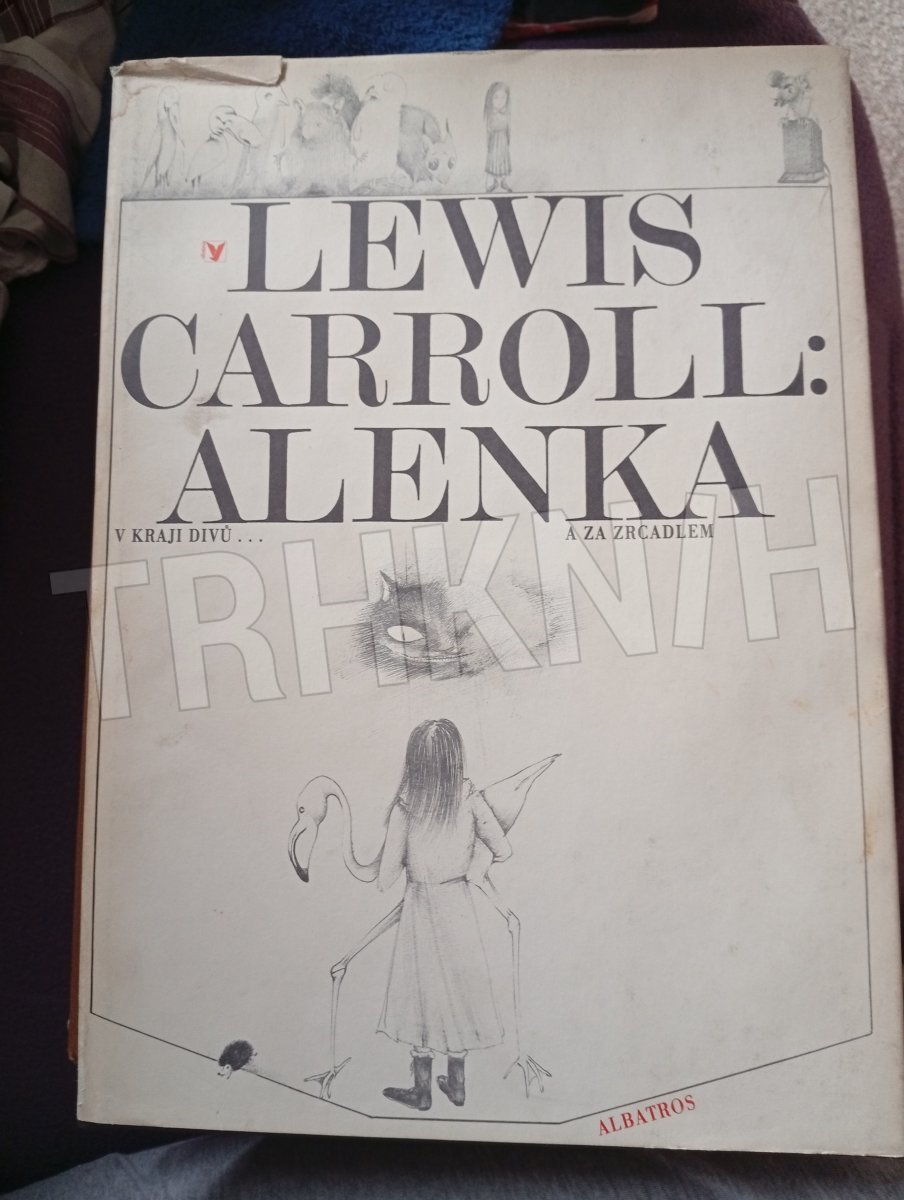 LEWIS
CARROLL:
ALENKA
V KRAJI DIVŮ... A ZA ZRCADLEM
TRHKNIH
ALBATROS